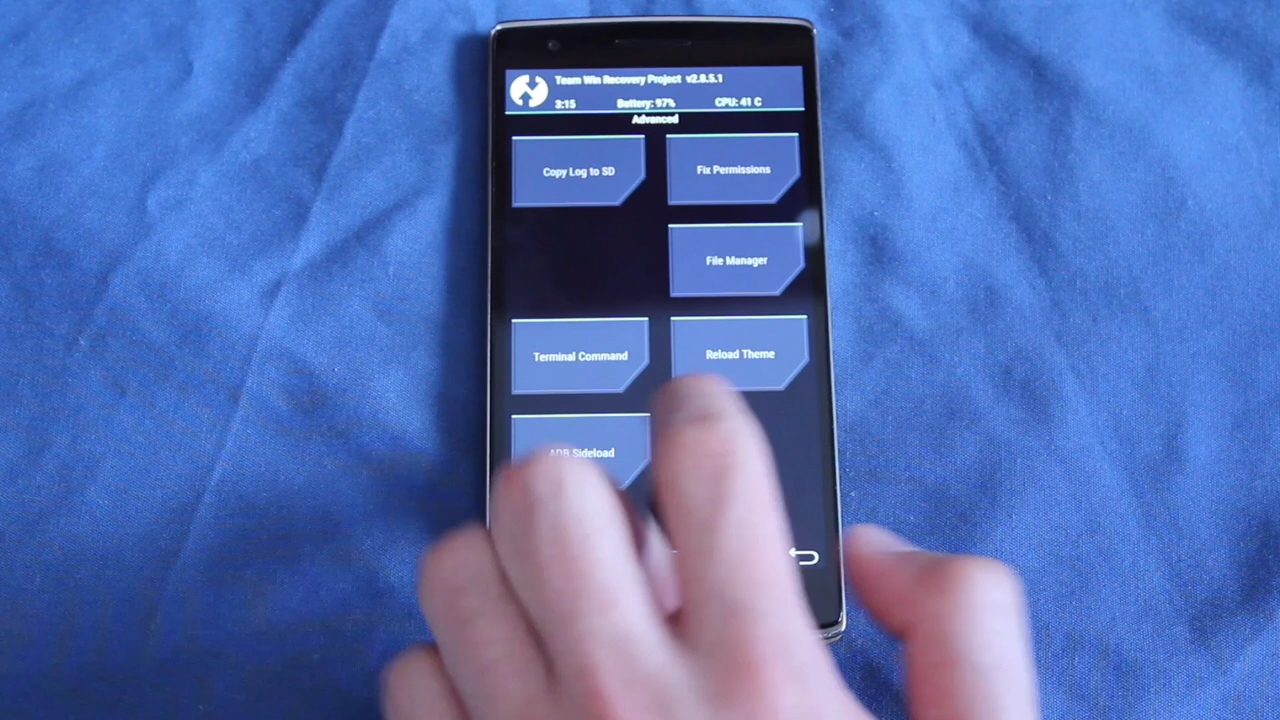 Team Win Recovery Project v2.8.5.1
3:15 Battery: 97% CPU: 41 C
Advanced
Copy Log to SD
Fix Permissions
File Manager
Terminal Command
Reload Theme
ADB Sideload